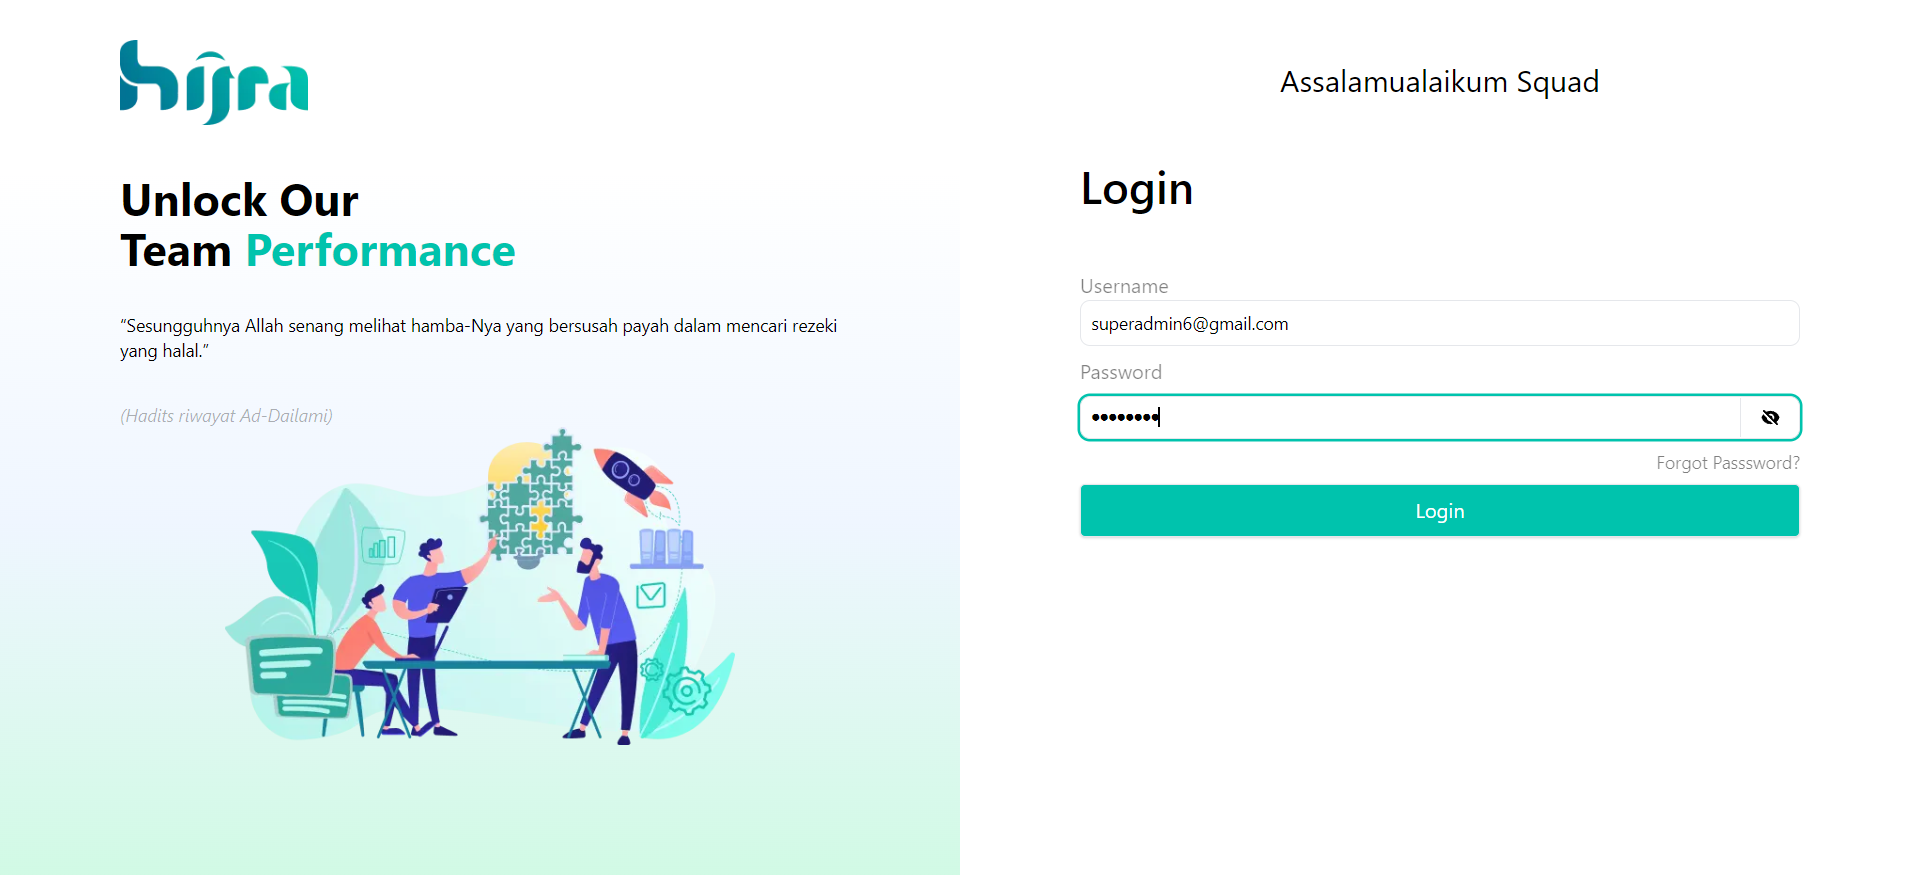 hijra
Unlock Our
Team Performance
“Sesungguhnya Allah senang melihat hamba-Nya yang bersusah payah dalam mencari rezeki
yang halal.”
(Hadits riwayat Ad-Dailami)
Assalamualaikum Squad
Login
Username
superadmin6@gmail.com
Password
••••••••
Forgot Passsword?
Login